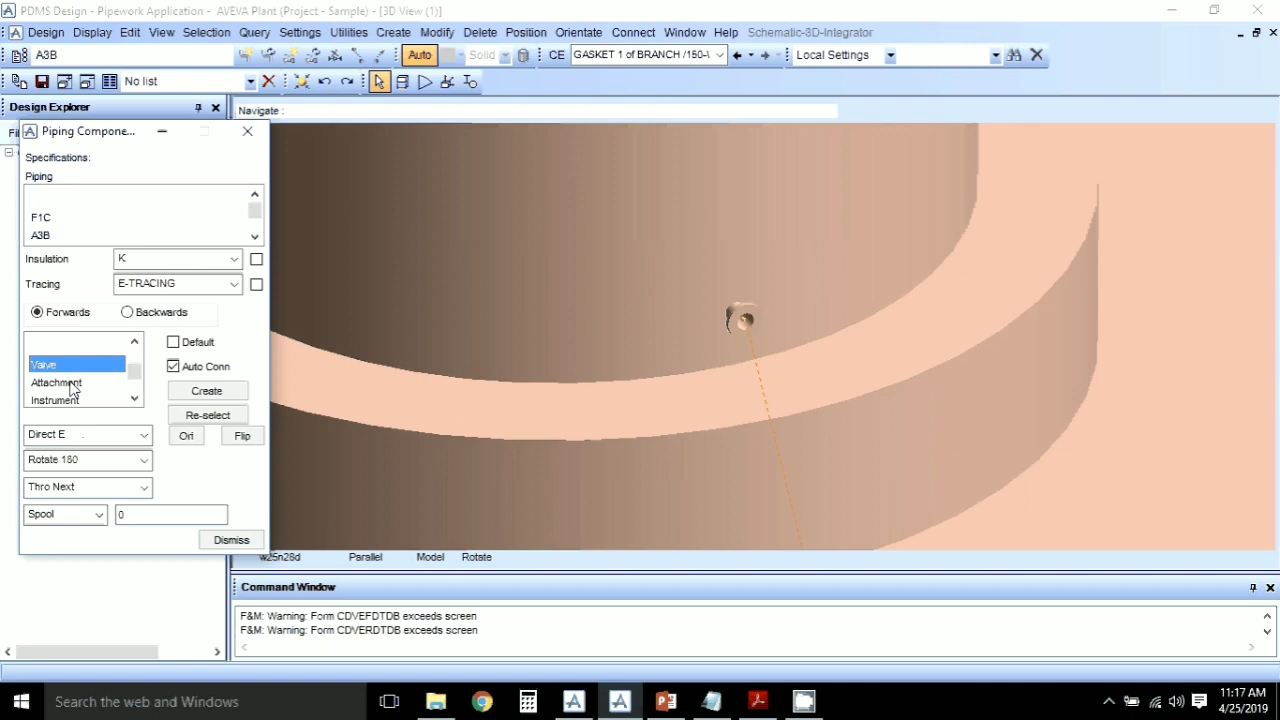 PDMS Design - Pipework Application - AVEVA Plant (Project - Sample) - [3D View (1)]
Design Display Edit View Selection Query Settings Utilities Create Modify Delete Position Orientate Connect Window Help Schematic-3D-Integrator
A3B Auto Solid CE GASKET 1 of BRANCH /150-\ Local Settings
No list
Design Explorer
Navigate :
Piping Compone...
Specifications:
Piping
F1C
A3B
Insulation K
Tracing E-TRACING
Forwards Backwards
Default
Valve
Auto Conn
Attachment
Create
Instrument
Re-select
Direct E
Ori Flip
Rotate 180
Thro Next
Spool 0
Dismiss
w25n26d Parallel Model Rotate
Command Window
F&M: Warning: Form CDVEFDTDB exceeds screen
F&M: Warning: Form CDVERDTDB exceeds screen
Search the web and Windows
11:17 AM
4/25/2019